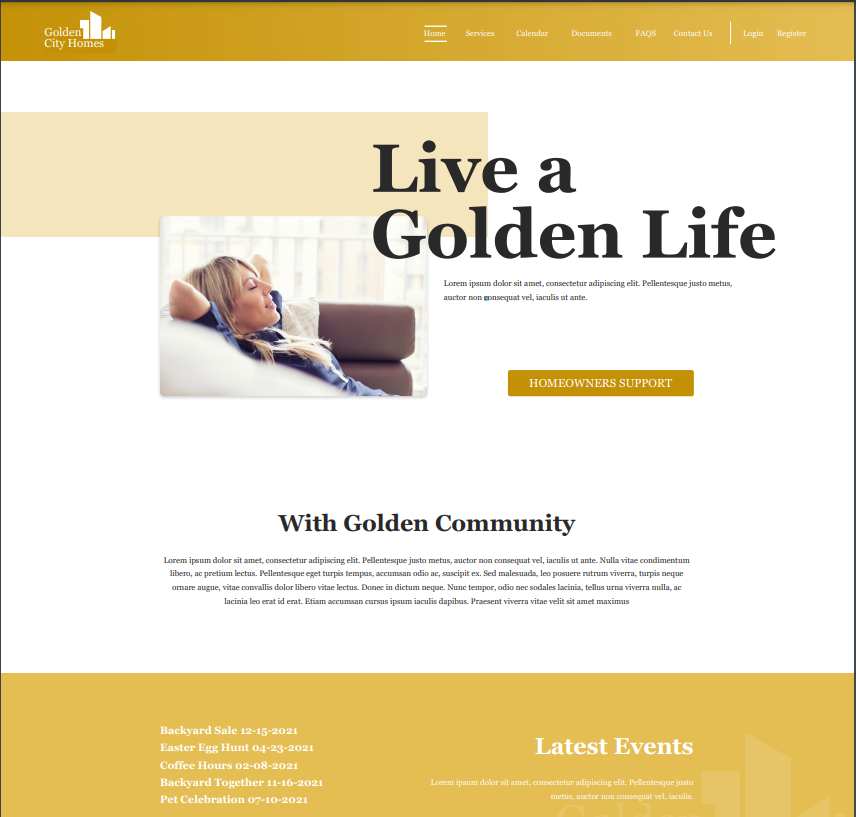 Golden
City Homes
Home Services Calendar Documents FAQS Contact Us Login Register
Live a
Golden Life
Lorem ipsum dolor sit amet, consectetur adipiscing elit. Pellentesque justo metus,
auctor non consequat vel, iaculis ut ante.
HOMEOWNERS SUPPORT
With Golden Community
Lorem ipsum dolor sit amet, consectetur adipiscing elit. Pellentesque justo metus, auctor non consequat vel, iaculis ut ante. Nulla vitae condimentum
libero, ac pretium lectus. Pellentesque eget turpis tempus, accumsan odio ac, suscipit ex. Sed malesuada, leo posuere rutrum viverra, turpis neque
ornare augue, vitae convallis dolor libero vitae lectus. Donec in dictum neque. Nunc tempor, odio nec sodales lacinia, tellus urna viverra nulla, ac
lacinia leo erat id erat. Etiam accumsan cursus ipsum iaculis dapibus. Praesent viverra vitae velit sit amet maximus
Backyard Sale 12-15-2021
Easter Egg Hunt 04-23-2021
Coffee Hours 02-08-2021
Backyard Together 11-16-2021
Pet Celebration 07-10-2021
Latest Events
Lorem ipsum dolor sit amet, consectetur adipiscing elit. Pellentesque justo
metus, auctor non consequat vel, iaculis.
Golden